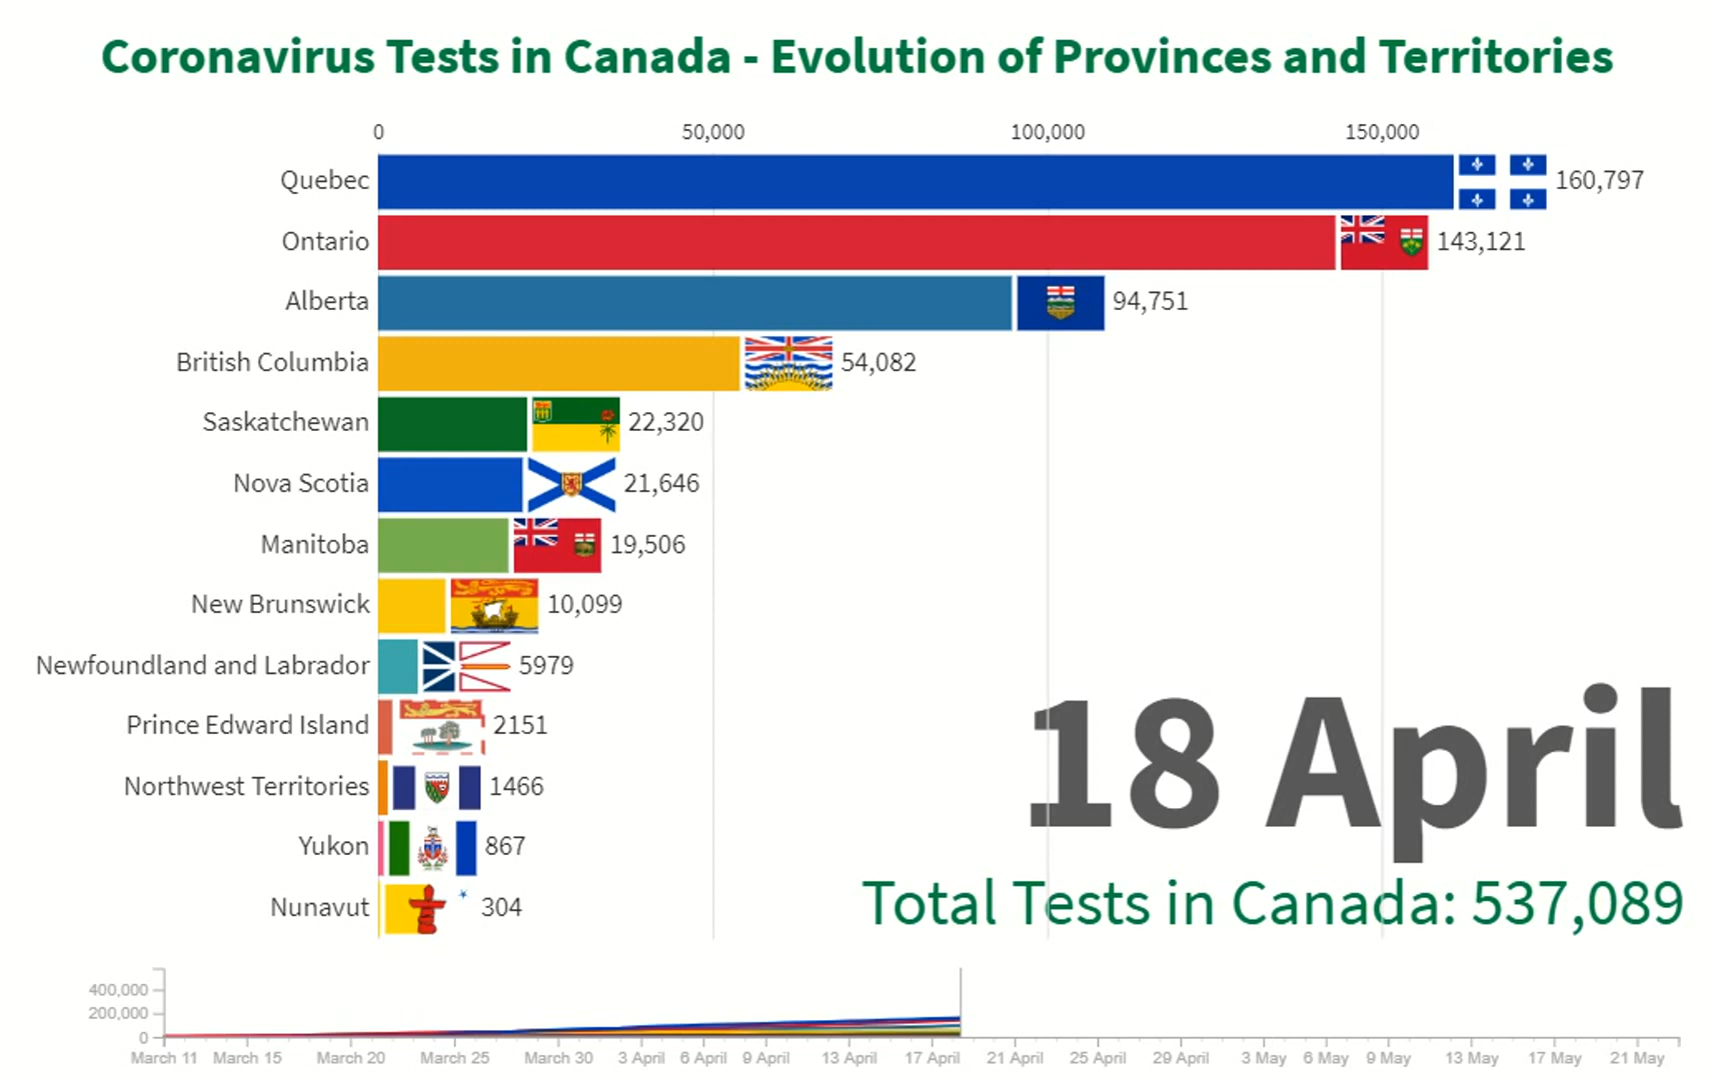 Coronavirus Tests in Canada - Evolution of Provinces and Territories
0 50,000 100,000 150,000
Quebec 160,797
Ontario 143,121
Alberta 94,751
British Columbia 54,082
Saskatchewan 22,320
Nova Scotia 21,646
Manitoba 19,506
New Brunswick 10,099
Newfoundland and Labrador 5979
Prince Edward Island 2151
Northwest Territories 1466
Yukon 867
Nunavut 304
18 April
Total Tests in Canada: 537,089
400,000
200,000
0
March 11 March 15 March 20 March 25 March 30 3 April 6 April 9 April 13 April 17 April 21 April 25 April 29 April 3 May 6 May 9 May 13 May 17 May 21 May